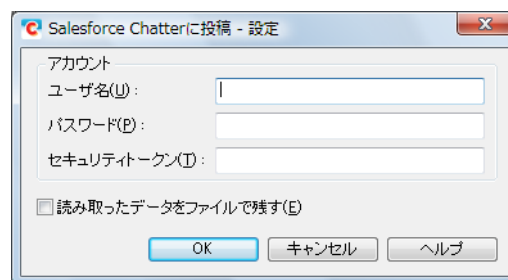 Salesforce Chatterに投稿 - 設定
アカウント
ユーザ名(U)：
パスワード(P)：
セキュリティトークン(T)：
読み取ったデータをファイルで残す(E)
OK キャンセル ヘルプ